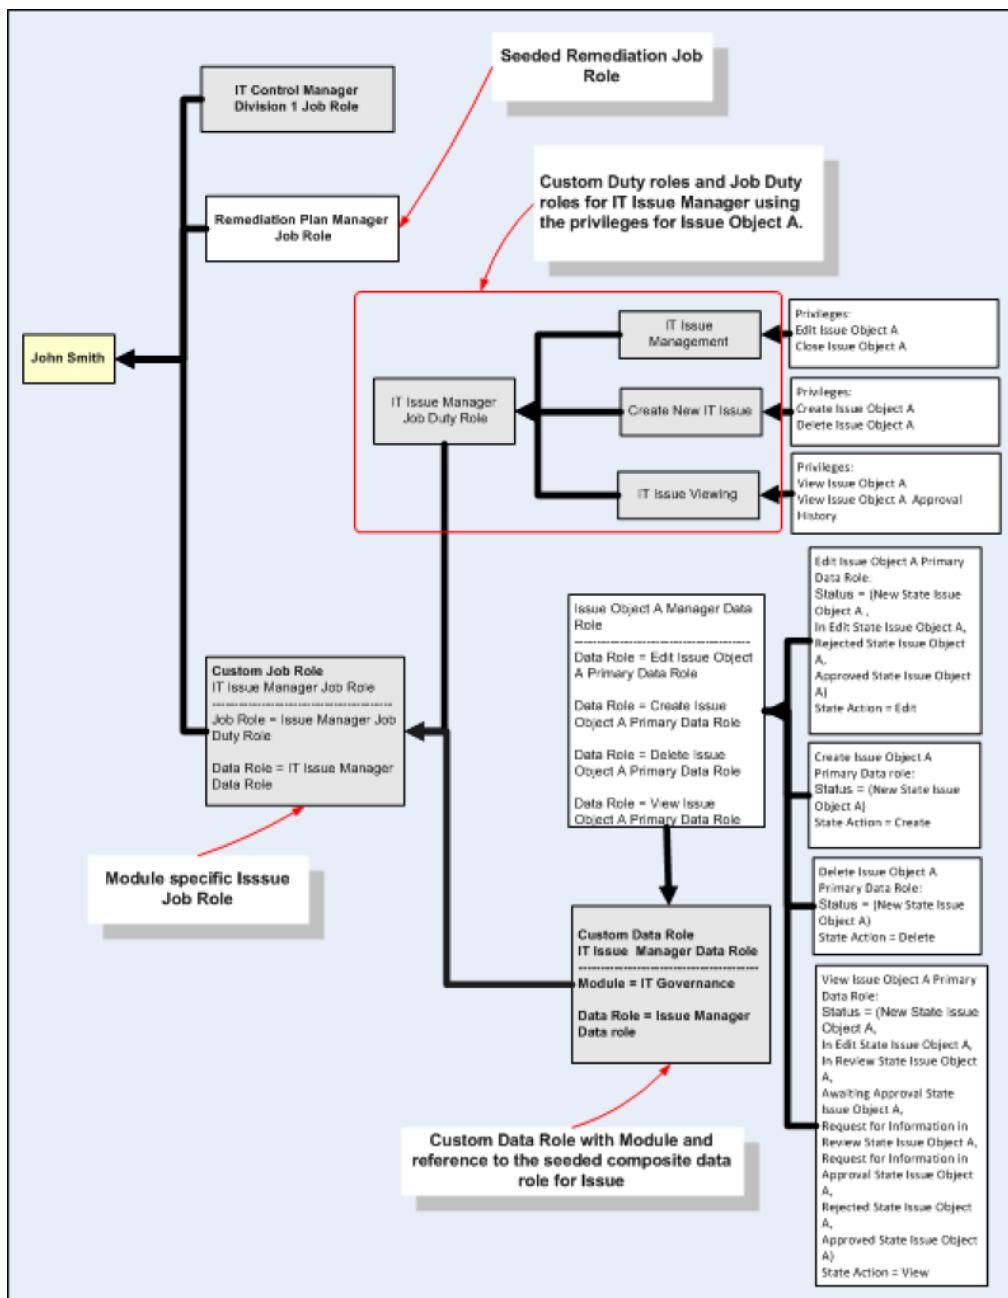 Seeded Remediation Job
Role
IT Control Manager
Division 1 Job Role
Custom Duty roles and Job Duty
roles for IT Issue Manager using
the privileges for Issue Object A.
Remediation Plan Manager
Job Role
John Smith
IT Issue Manager
Job Duty Role
IT Issue
Management
Create New IT Issue
IT Issue Viewing
Privileges:
Edit Issue Object A
Close Issue Object A
Privileges:
Create Issue Object A
Delete Issue Object A
Privileges:
View Issue Object A
View Issue Object A Approval
History
Custom Job Role
IT Issue Manager Job Role
------------------------------------------
Job Role = Issue Manager Job
Duty Role
Data Role = IT Issue Manager
Data Role
Module specific Isssue
Job Role
Issue Object A Manager Data
Role
------------------------------------------
Data Role = Edit Issue Object
A Primary Data Role
Data Role = Create Issue
Object A Primary Data Role
Data Role = Delete Issue
Object A Primary Data Role
Data Role = View Issue
Object A Primary Data Role
Custom Data Role
IT Issue Manager Data Role
------------------------------------------
Module = IT Governance
Data Role = Issue Manager
Data role
Custom Data Role with Module and
reference to the seeded composite data
role for Issue
Edit Issue Object A Primary
Data Role:
Status = (New State Issue
Object A ,
In Edit State Issue Object A,
Rejected State Issue Object
A,
Approved State Issue Object
A)
State Action = Edit
Create Issue Object A
Primary Data role:
Status = (New State Issue
Object A)
State Action = Create
Delete Issue Object A
Primary Data Role:
Status = (New State Issue
Object A)
State Action = Delete
View Issue Object A Primary
Data Role:
Status = (New State Issue
Object A,
In Edit State Issue Object A,
In Review State Issue Object
A,
Awaiting Approval State
Issue Object A,
Request for Information in
Review State Issue Object A,
Request for Information in
Approval State Issue Object
A,
Rejected State Issue Object
A,
Approved State Issue Object
A)
State Action = View